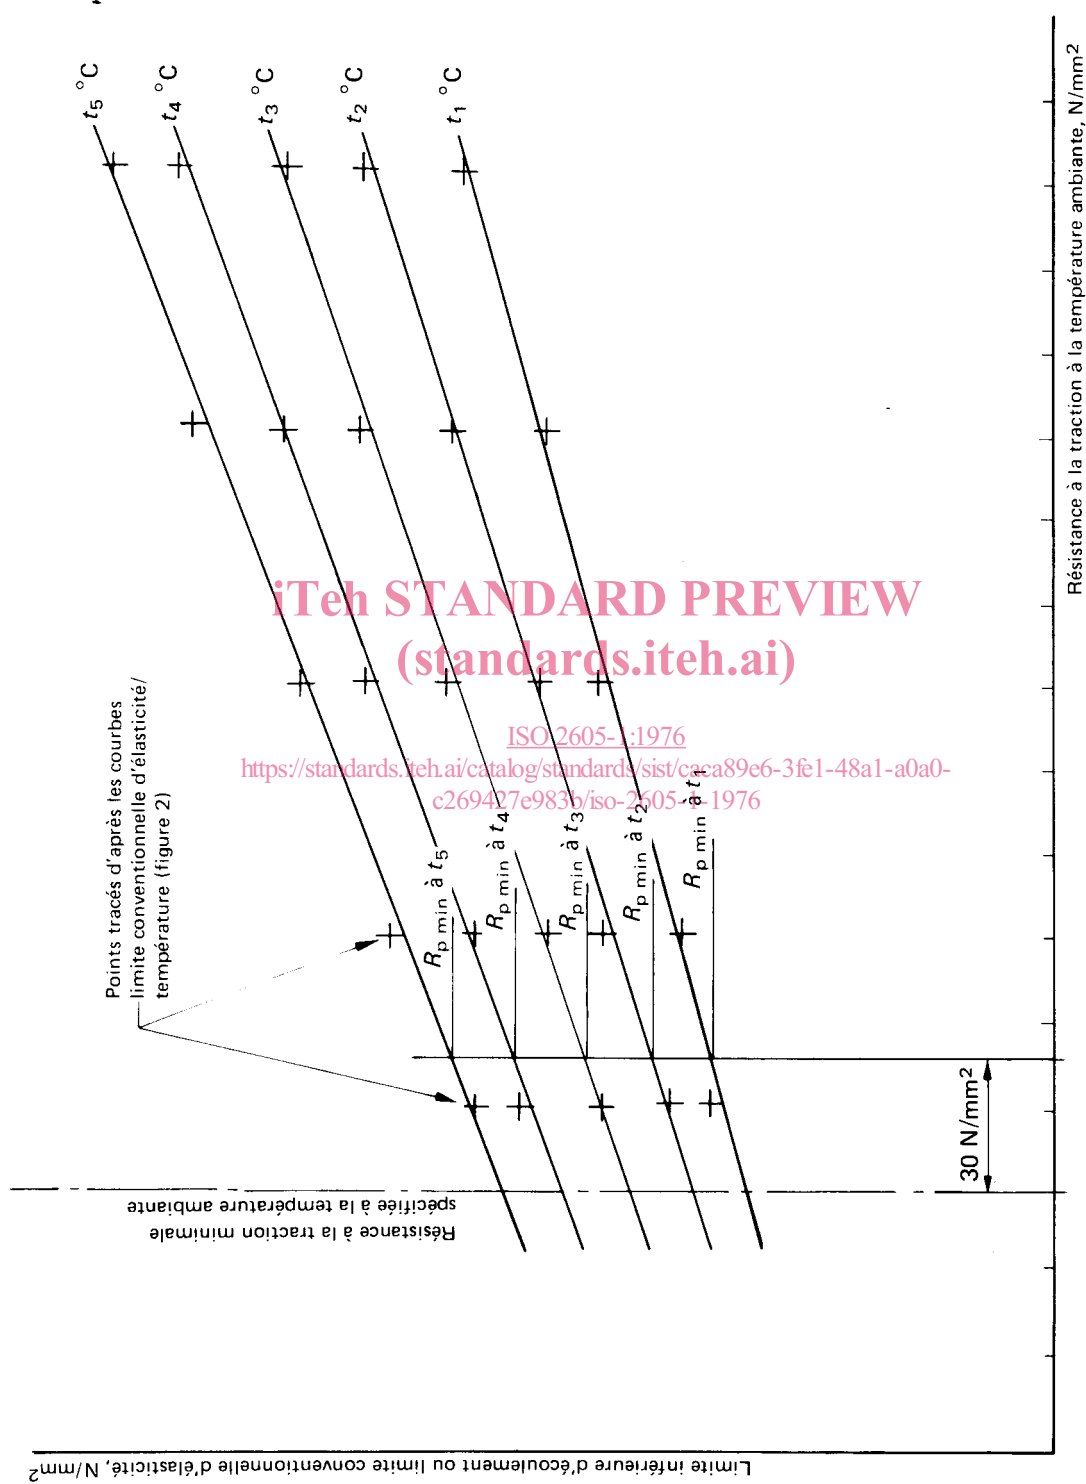 t5 °C
t4 °C
t3 °C
t2 °C
t1 °C
Points tracés d'après les courbes
limite conventionnelle d'élasticité/
température (figure 2)
Rp min à t5
Rp min à t4
Rp min à t3
Rp min à t2
Rp min à t1
Résistance à la traction minimale
spécifiée à la température ambiante
30 N/mm²
Résistance à la traction à la température ambiante, N/mm²
Limite inférieure d'écoulement ou limite conventionnelle d'élasticité, N/mm²
iTeh STANDARD PREVIEW
(standards.iteh.ai)
ISO 2605-1:1976
https://standards.iteh.ai/catalog/standards/sist/caca89e6-3fe1-48a1-a0a0-
c269427e983b/iso-2605-1-1976